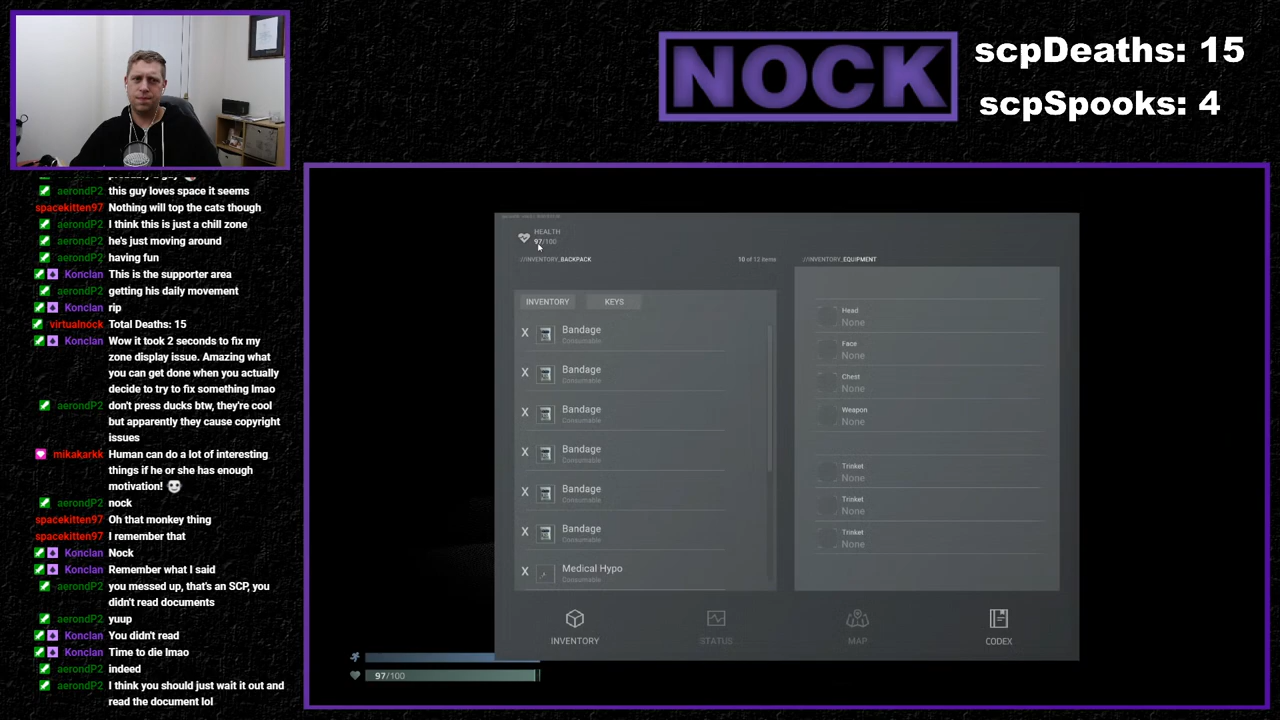 NOCK
scpDeaths: 15
scpSpooks: 4
aerondP2 this guy loves space it seems
spacekitten97 Nothing will top the cats though
aerondP2 I think this is just a chill zone
aerondP2 he's just moving around
aerondP2 having fun
Konclan This is the supporter area
aerondP2 getting his daily movement
Konclan rip
virtualnock Total Deaths: 15
Konclan Wow it took 2 seconds to fix my
zone display issue. Amazing what
you can get done when you actually
decide to try to fix something lmao
aerondP2 don't press ducks btw, they're cool
but apparently they cause copyright
issues
mikakarkk Human can do a lot of interesting
things if he or she has enough
motivation!
aerondP2 nock
spacekitten97 Oh that monkey thing
spacekitten97 I remember that
Konclan Nock
Konclan Remember what I said
aerondP2 you messed up, that's an SCP, you
didn't read documents
aerondP2 yuup
Konclan You didn't read
Konclan Time to die lmao
aerondP2 indeed
aerondP2 I think you should just wait it out and
read the document lol
HEALTH
97/100
//INVENTORY_BACKPACK
10 of 12 items
//INVENTORY_EQUIPMENT
INVENTORY KEYS
X Bandage
Consumable
X Bandage
Consumable
X Bandage
Consumable
X Bandage
Consumable
X Bandage
Consumable
X Bandage
Consumable
X Medical Hypo
Consumable
Head
None
Face
None
Chest
None
Weapon
None
Trinket
None
Trinket
None
Trinket
None
INVENTORY STATUS MAP CODEX
97/100